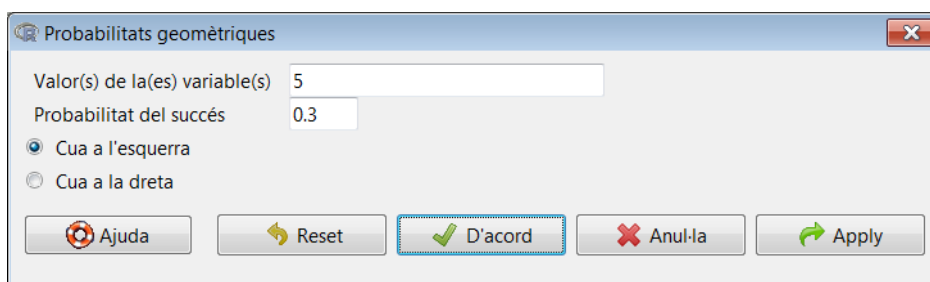 Probabilitats geomètriques
Valor(s) de la(es) variable(s) 5
Probabilitat del succés 0.3
Cua a l'esquerra
Cua a la dreta
Ajuda Reset D'acord Anul·la Apply